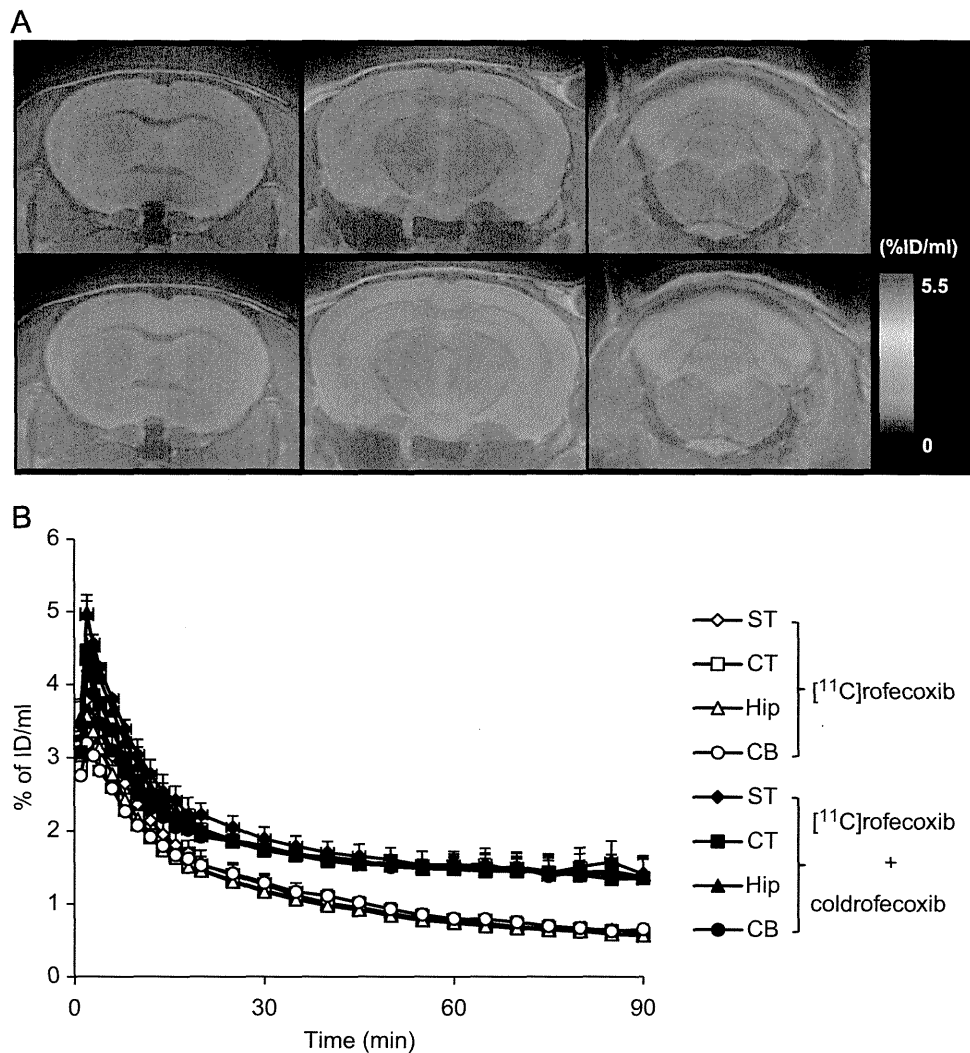 A
(%ID/ml)
5.5
0
B
6
5
4
3
2
1
0
% of ID/ml
0
30
60
90
Time (min)
ST
CT
Hip
CB
[¹¹C]rofecoxib
ST
CT
Hip
CB
[¹¹C]rofecoxib
+
coldrofecoxib